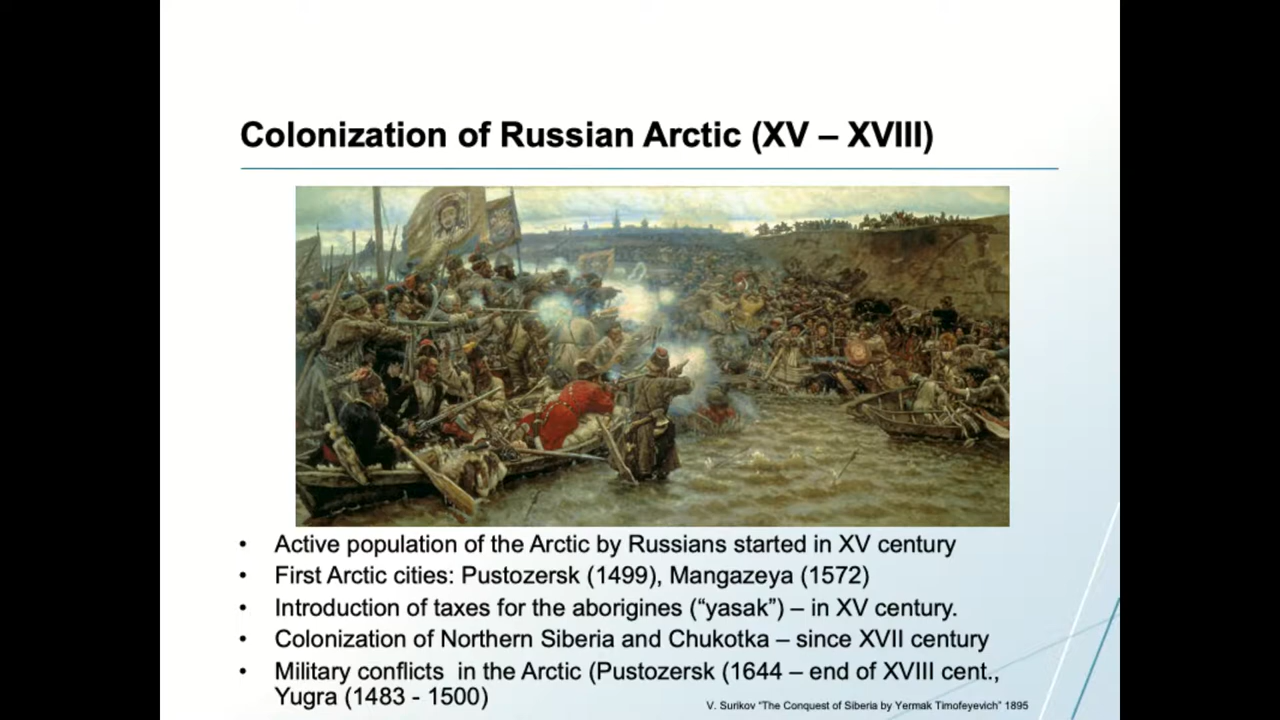 Colonization of Russian Arctic (XV – XVIII)
• Active population of the Arctic by Russians started in XV century
• First Arctic cities: Pustozersk (1499), Mangazeya (1572)
• Introduction of taxes for the aborigines (“yasak”) – in XV century.
• Colonization of Northern Siberia and Chukotka – since XVII century
• Military conflicts  in the Arctic (Pustozersk (1644 – end of XVIII cent.,
Yugra (1483 - 1500)
V. Surikov “The Conquest of Siberia by Yermak Timofeyevich” 1895